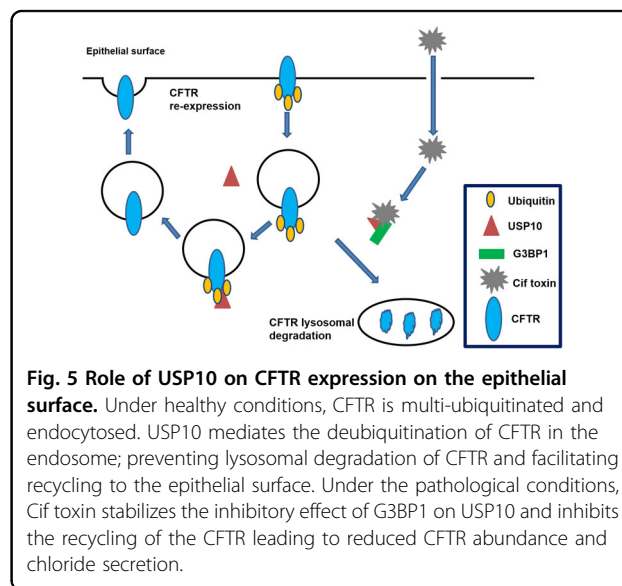 Epithelial surface
CFTR
re-expression
Ubiquitin
USP10
G3BP1
Cif toxin
CFTR
CFTR lysosomal
degradation
Fig. 5 Role of USP10 on CFTR expression on the epithelial
surface. Under healthy conditions, CFTR is multi-ubiquitinated and
endocytosed. USP10 mediates the deubiquitination of CFTR in the
endosome; preventing lysosomal degradation of CFTR and facilitating
recycling to the epithelial surface. Under the pathological conditions,
Cif toxin stabilizes the inhibitory effect of G3BP1 on USP10 and inhibits
the recycling of the CFTR leading to reduced CFTR abundance and
chloride secretion.